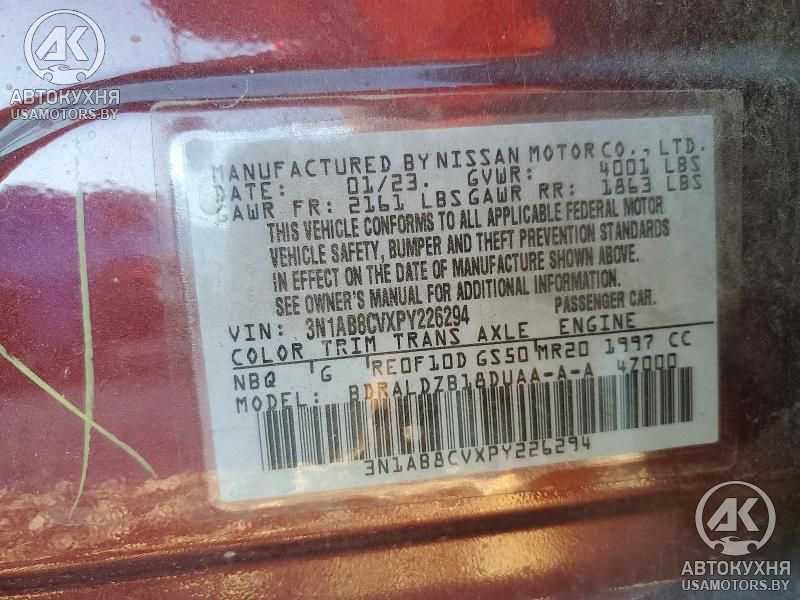 АК
АВТОКУХНЯ
USAMOTORS.BY
MANUFACTURED BY NISSAN MOTOR CO., LTD.
DATE: 01/23. GVWR: 4001 LBS
GAWR FR: 2161 LBS GAWR RR: 1863 LBS
THIS VEHICLE CONFORMS TO ALL APPLICABLE FEDERAL MOTOR
VEHICLE SAFETY, BUMPER AND THEFT PREVENTION STANDARDS
IN EFFECT ON THE DATE OF MANUFACTURE SHOWN ABOVE.
SEE OWNER'S MANUAL FOR ADDITIONAL INFORMATION.
VIN: 3N1AB8CVXPY226294 PASSENGER CAR.
COLOR TRIM TRANS AXLE ENGINE
NBQ G RE0F10D GS50 MR20 1997 CC
MODEL: BDRALDZB18DUAA-A-A 4Z000
3N1AB8CVXPY226294
АК
АВТОКУХНЯ
USAMOTORS.BY